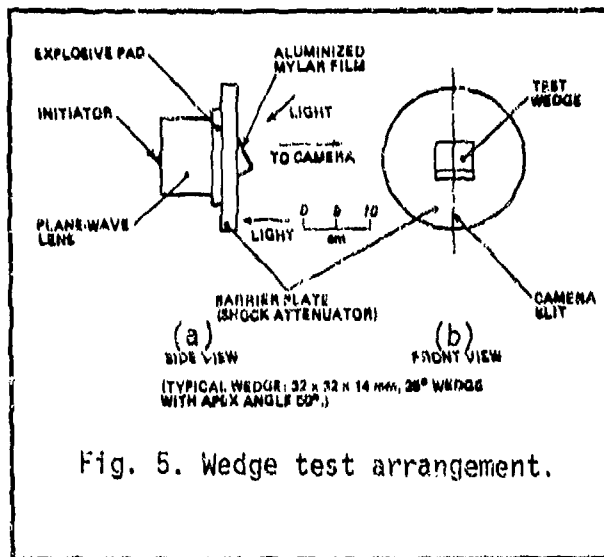 EXPLOSIVE PAD
ALUMINIZED
MYLAR FILM
INITIATOR
LIGHT
TO CAMERA
TEST
WEDGE
PLANE-WAVE
LENS
LIGHT
0 5 10
cm
BARRIER PLATE
(SHOCK ATTENUATOR)
CAMERA
SLIT
(a)
SIDE VIEW
(b)
FRONT VIEW
(TYPICAL WEDGE: 32 x 32 x 14 mm, WEDGE
WITH APEX ANGLE
Fig. 5. Wedge test arrangement.